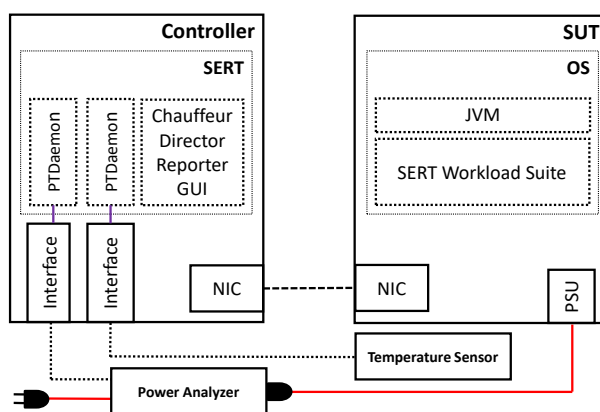 Controller
SERT
PTDaemon
PTDaemon
Chauffeur
Director
Reporter
GUI
Interface
Interface
NIC
SUT
OS
JVM
SERT Workload Suite
NIC
PSU
Temperature Sensor
Power Analyzer